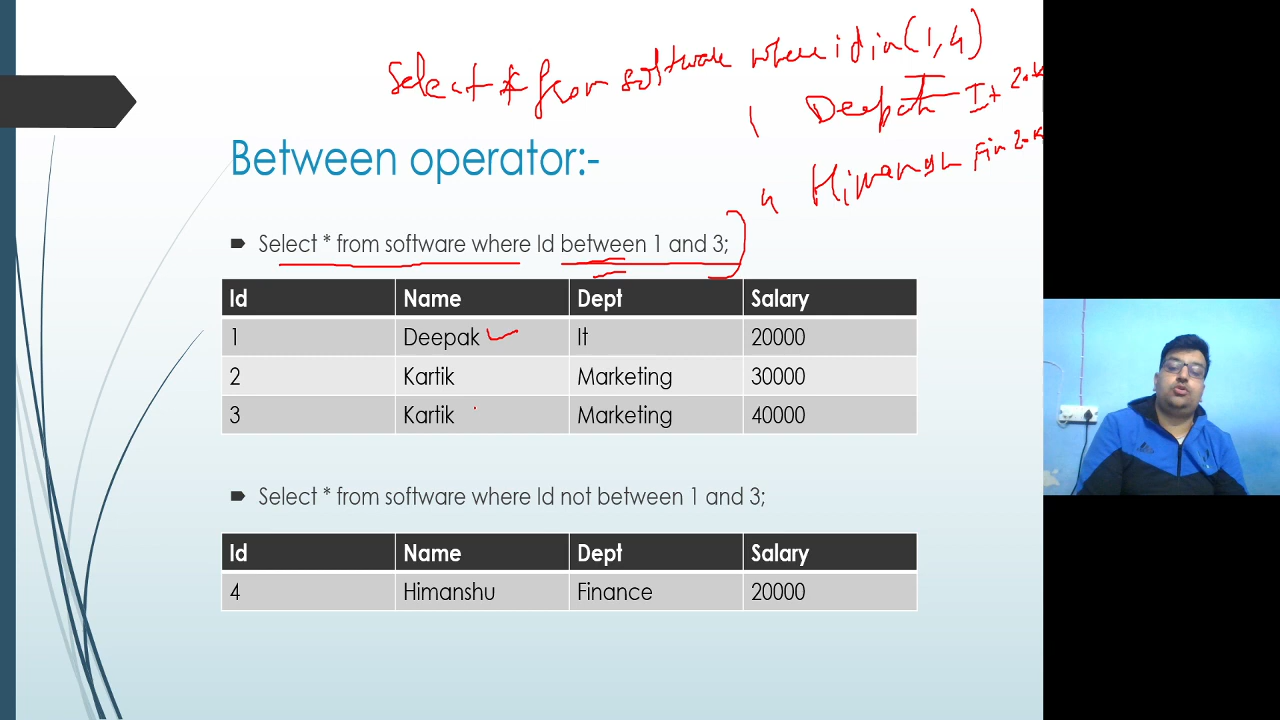 Select * from software where id in (1,4)
1 Deepak It 20k
4 Himansh Fin 20k
Between operator:-
Select * from software where Id between 1 and 3;
Id Name Dept Salary
1 Deepak It 20000
2 Kartik Marketing 30000
3 Kartik Marketing 40000
Select * from software where Id not between 1 and 3;
Id Name Dept Salary
4 Himanshu Finance 20000